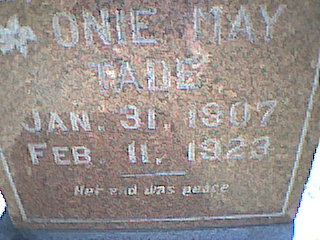 ONIE MAY
TADE
JAN. 31, 1907
FEB. 11, 1923
Her end was peace